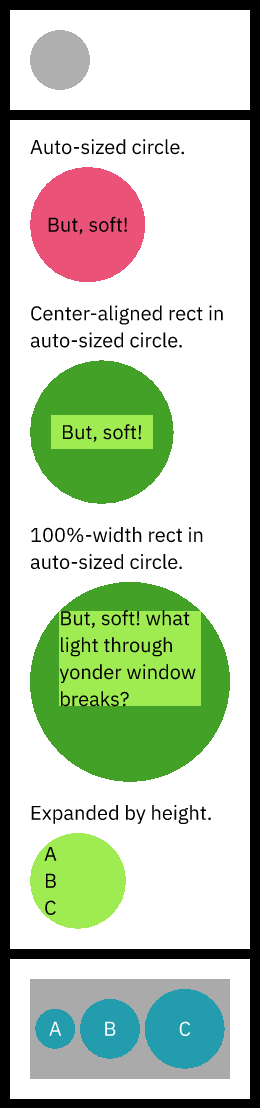 Auto-sized circle.
But, soft!
Center-aligned rect in
auto-sized circle.
But, soft!
100%-width rect in
auto-sized circle.
But, soft! what
light through
yonder window
breaks?
Expanded by height.
A
B
C
A B C